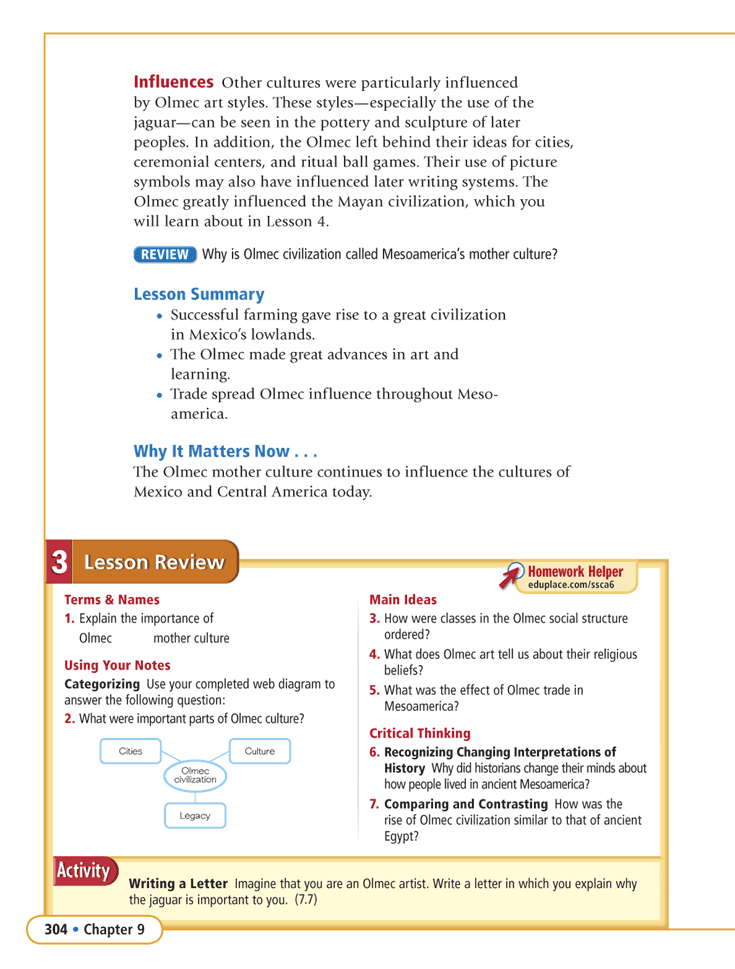 Influences Other cultures were particularly influenced
by Olmec art styles. These styles—especially the use of the
jaguar—can be seen in the pottery and sculpture of later
peoples. In addition, the Olmec left behind their ideas for cities,
ceremonial centers, and ritual ball games. Their use of picture
symbols may also have influenced later writing systems. The
Olmec greatly influenced the Mayan civilization, which you
will learn about in Lesson 4.
REVIEW Why is Olmec civilization called Mesoamerica's mother culture?
Lesson Summary
• Successful farming gave rise to a great civilization
in Mexico's lowlands.
• The Olmec made great advances in art and
learning.
• Trade spread Olmec influence throughout Meso-
america.
Why It Matters Now . . .
The Olmec mother culture continues to influence the cultures of
Mexico and Central America today.
3 Lesson Review
Homework Helper
eduplace.com/ssca6
Terms & Names
1. Explain the importance of
Olmec mother culture
Using Your Notes
Categorizing Use your completed web diagram to
answer the following question:
2. What were important parts of Olmec culture?
Cities
Culture
Olmec
civilization
Legacy
Main Ideas
3. How were classes in the Olmec social structure
ordered?
4. What does Olmec art tell us about their religious
beliefs?
5. What was the effect of Olmec trade in
Mesoamerica?
Critical Thinking
6. Recognizing Changing Interpretations of
History Why did historians change their minds about
how people lived in ancient Mesoamerica?
7. Comparing and Contrasting How was the
rise of Olmec civilization similar to that of ancient
Egypt?
Activity
Writing a Letter Imagine that you are an Olmec artist. Write a letter in which you explain why
the jaguar is important to you. (7.7)
304 • Chapter 9